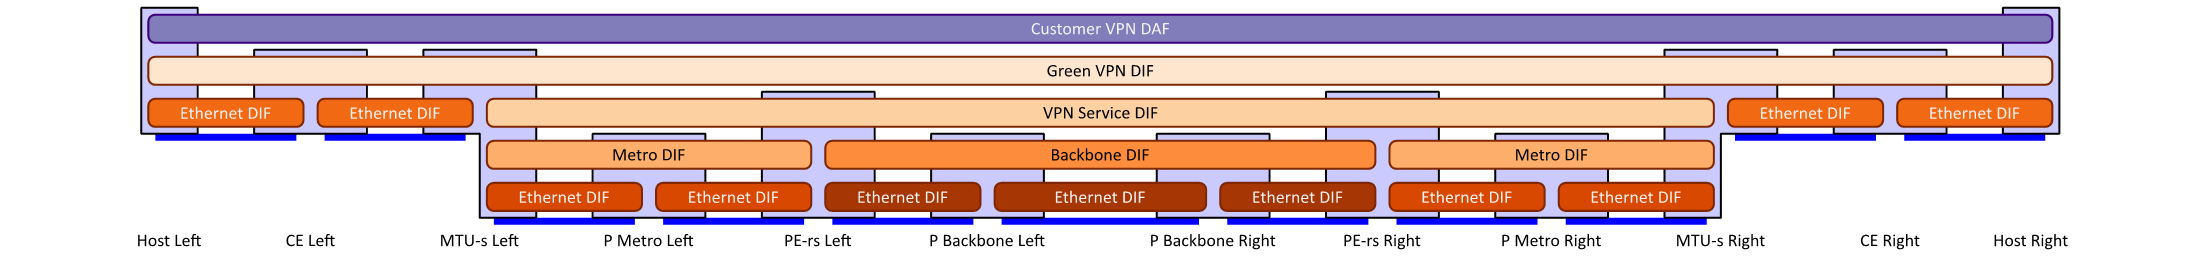 Customer VPN DAF
Green VPN DIF
Ethernet DIF Ethernet DIF VPN Service DIF Ethernet DIF Ethernet DIF
Metro DIF Backbone DIF Metro DIF
Ethernet DIF Ethernet DIF Ethernet DIF Ethernet DIF Ethernet DIF Ethernet DIF Ethernet DIF
Host Left CE Left MTU-s Left P Metro Left PE-rs Left P Backbone Left P Backbone Right PE-rs Right P Metro Right MTU-s Right CE Right Host Right